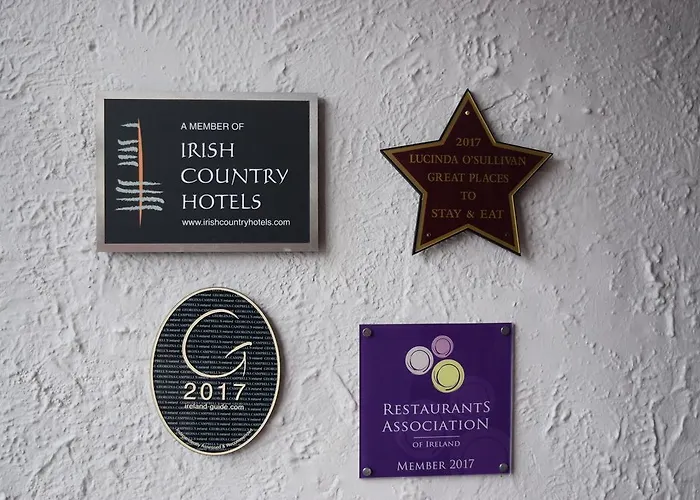 A MEMBER OF
IRISH
COUNTRY
HOTELS
www.irishcountryhotels.com
2017
LUCINDA O'SULLIVAN
GREAT PLACES
TO
STAY & EAT
G
2017
ireland-guide.com
RESTAURANTS
ASSOCIATION
OF IRELAND
MEMBER 2017